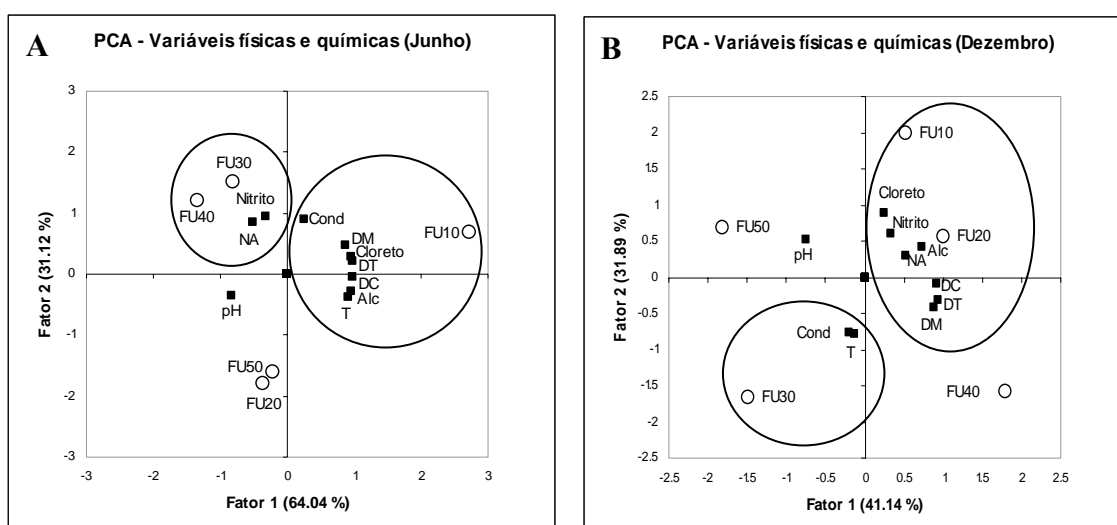 A
PCA - Variáveis físicas e químicas (Junho)
Fator 2 (31.12 %)
3
2
1
0
-1
-2
-3
FU30
FU40
Nitrito
NA
Cond
DM
Cloreto
DT
DC
Alc
T
FU10
pH
FU50
FU20
-3
-2
-1
0
1
2
3
Fator 1 (64.04 %)
B
PCA - Variáveis físicas e químicas (Dezembro)
Fator 2 (31.89 %)
2.5
2
1.5
1
0.5
0
-0.5
-1
-1.5
-2
-2.5
FU10
Cloreto
Nitrito
FU20
Alc
NA
FU50
pH
DC
DT
DM
Cond
T
FU30
FU40
-2.5
-2
-1.5
-1
-0.5
0
0.5
1
1.5
2
2.5
Fator 1 (41.14 %)